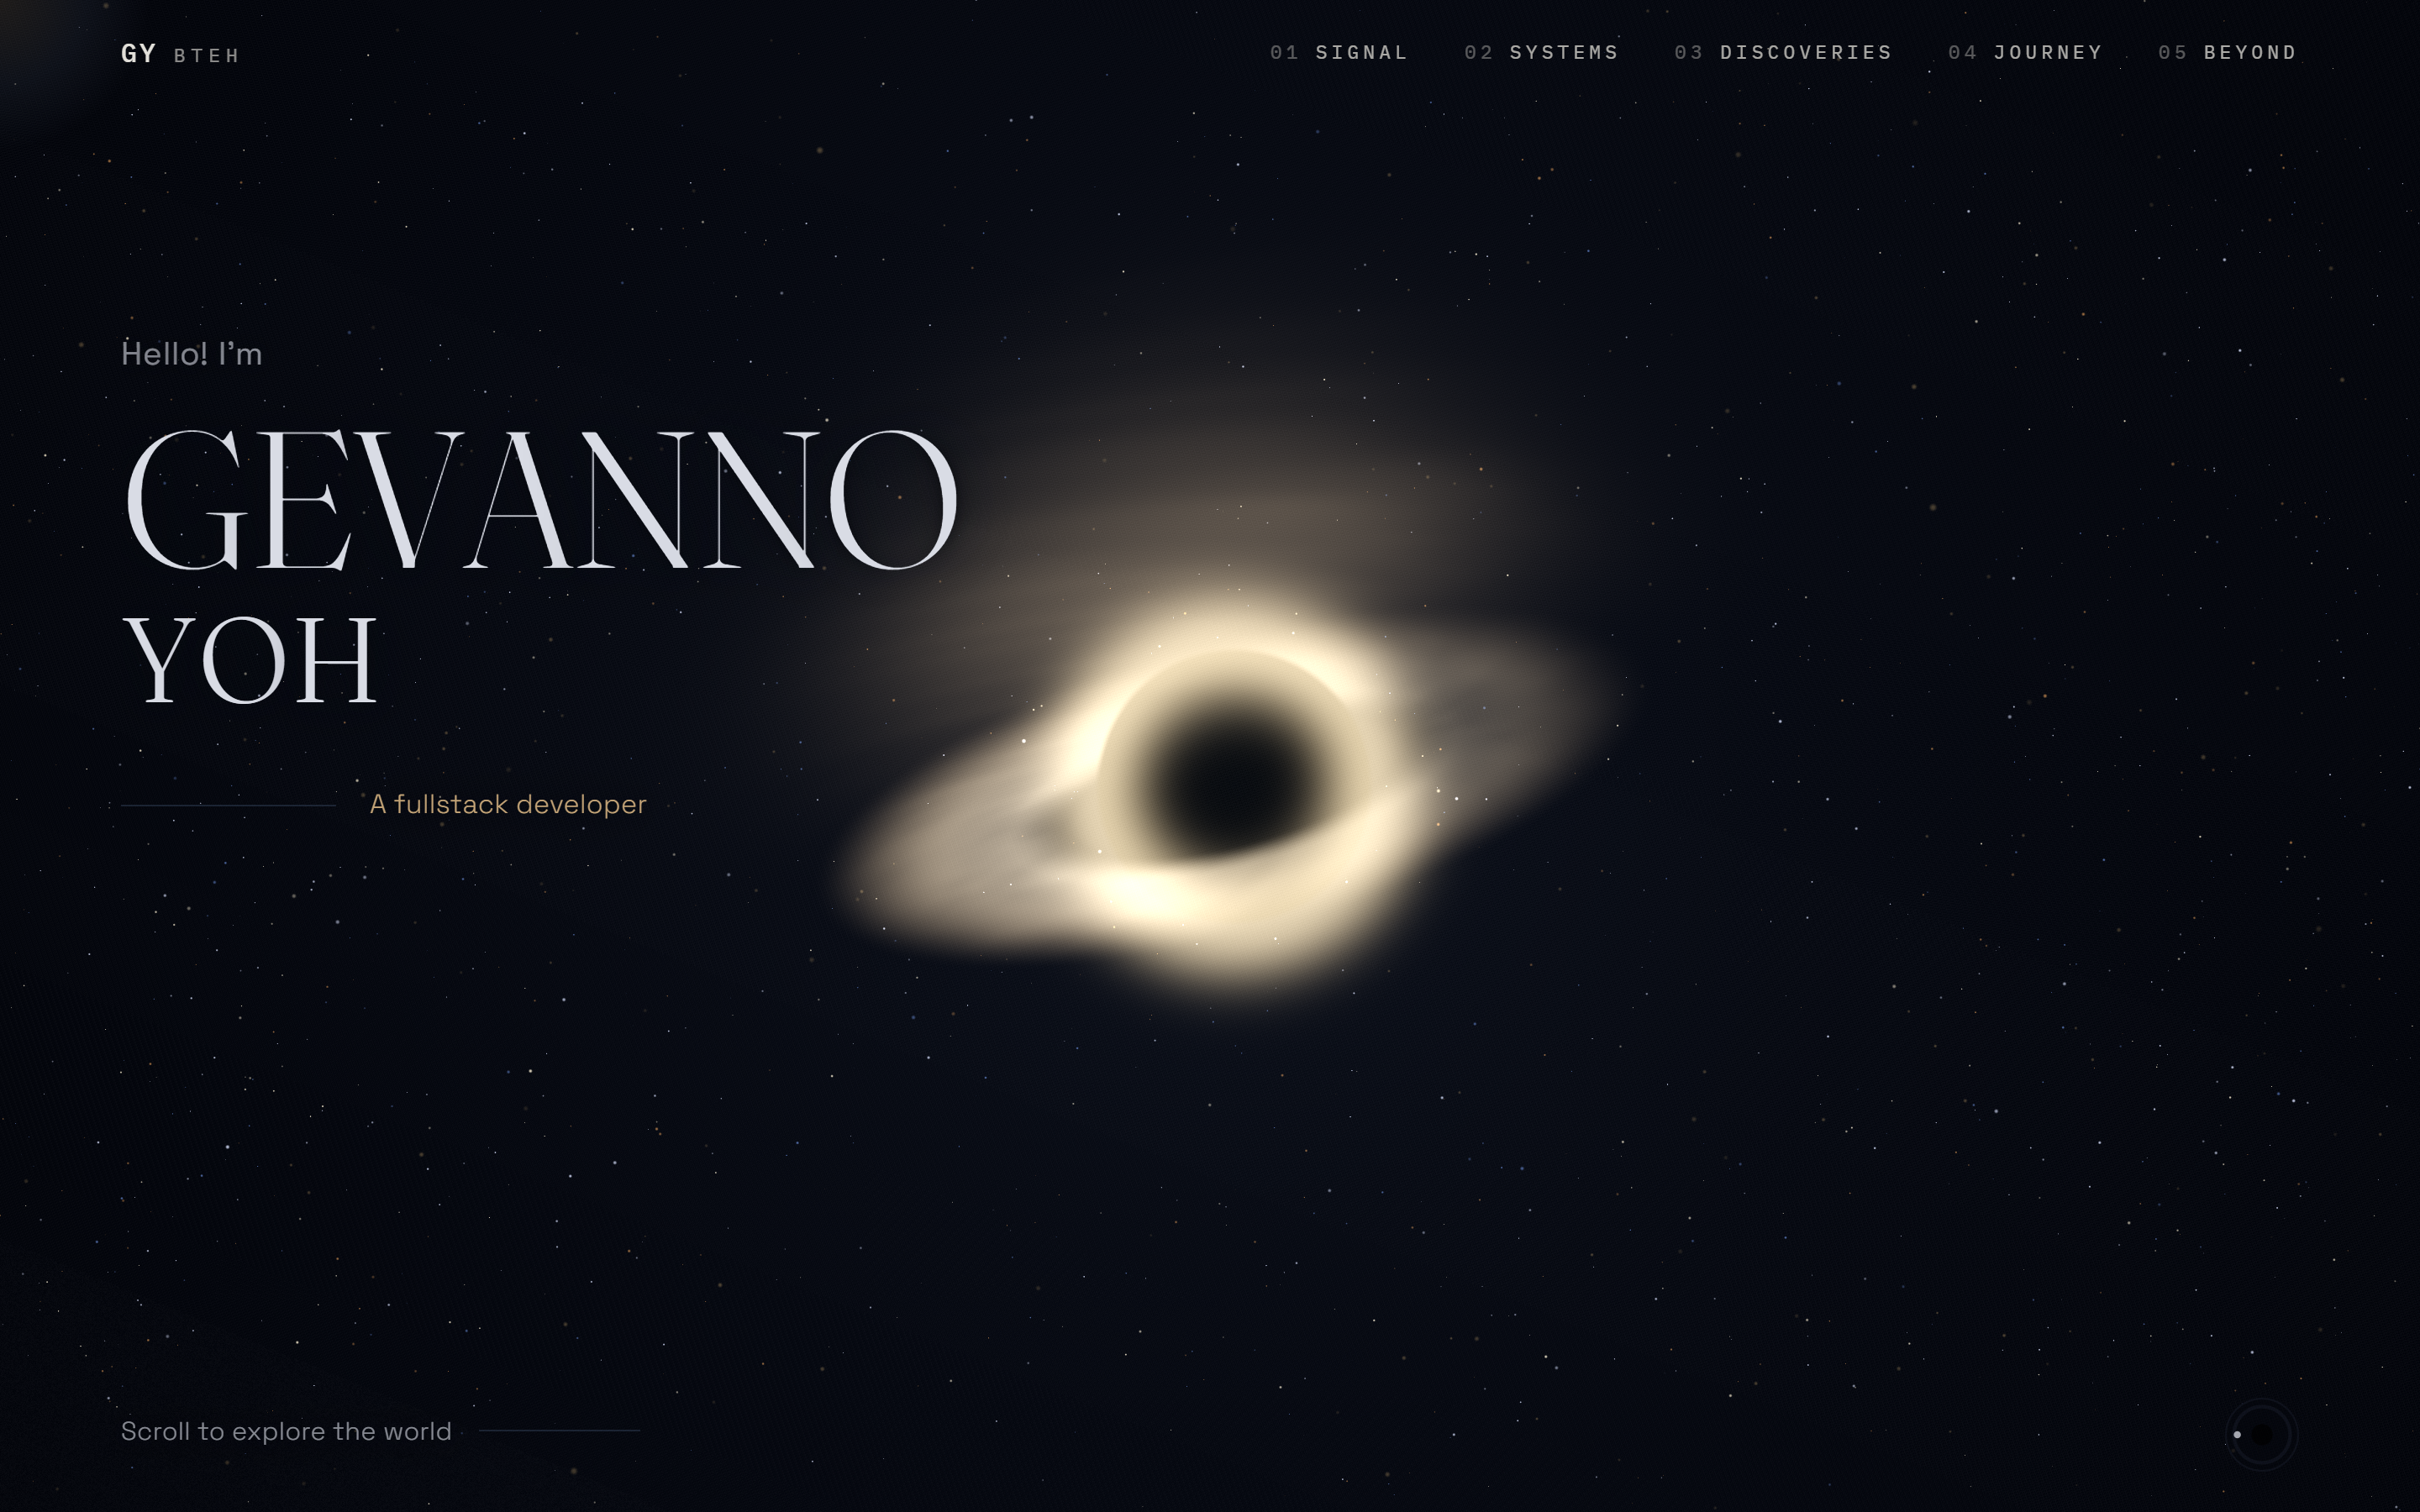 GY BTEH
01 SIGNAL 02 SYSTEMS 03 DISCOVERIES 04 JOURNEY 05 BEYOND
Hello! I’m
GEVANNO
YOH
A fullstack developer
Scroll to explore the world